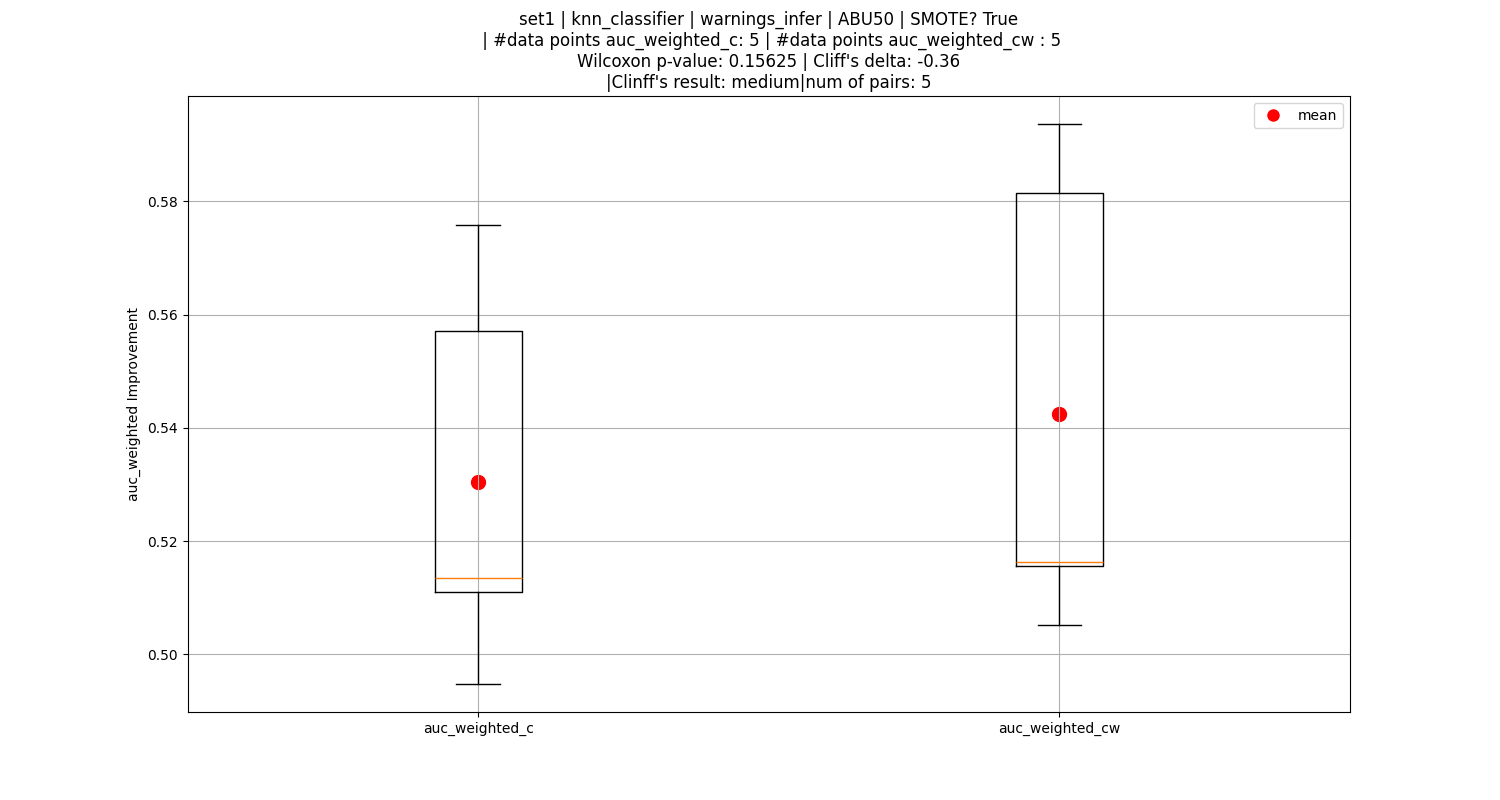 set1 | knn_classifier | warnings_infer | ABU50 | SMOTE? True
| #data points auc_weighted_c: 5 | #data points auc_weighted_cw : 5
Wilcoxon p-value: 0.15625 | Cliff's delta: -0.36
|Clinff's result: medium|num of pairs: 5
mean
0.58
0.56
0.54
0.52
0.50
auc_weighted Improvement
auc_weighted_c
auc_weighted_cw